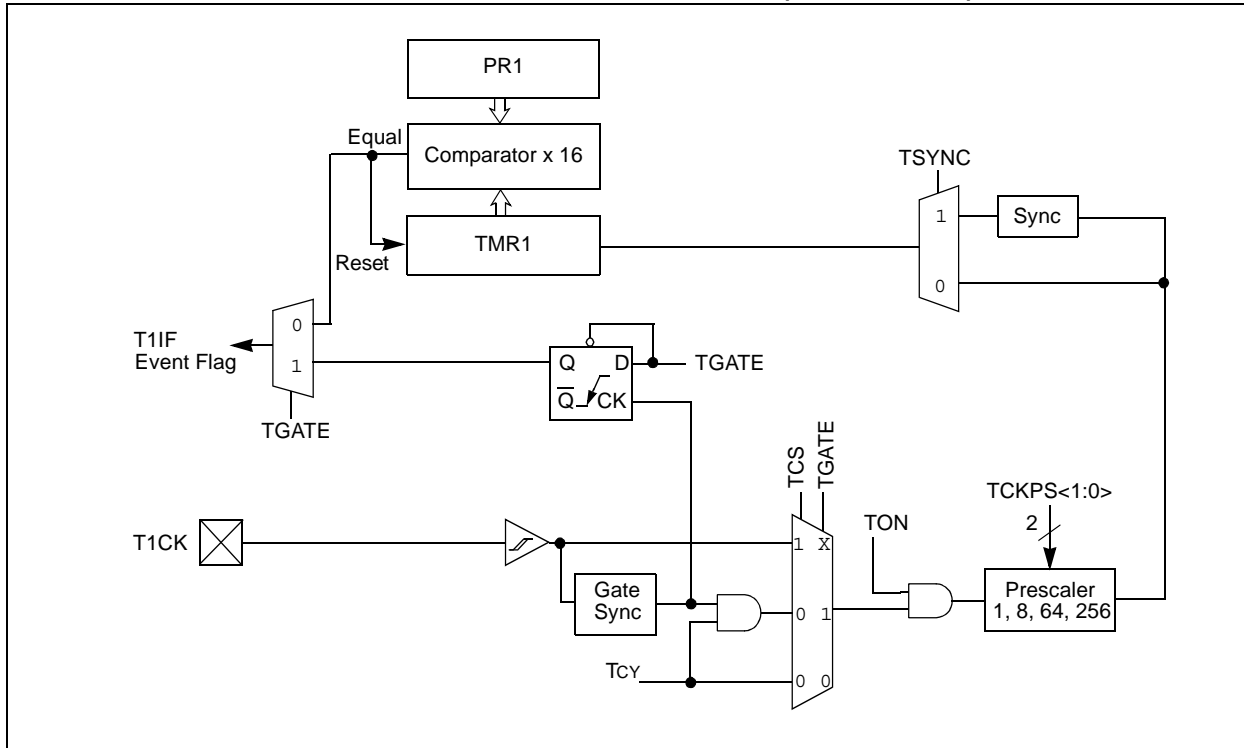 PR1
Equal
Comparator x 16
TSYNC
1
Sync
TMR1
Reset
0
0
T1IF
Event Flag
1
Q
D
TGATE
Q
CK
TGATE
TCS
TGATE
TCKPS<1:0>
TON
2
T1CK
1 X
Gate
Sync
0 1
Prescaler
1, 8, 64, 256
TCY
0 0